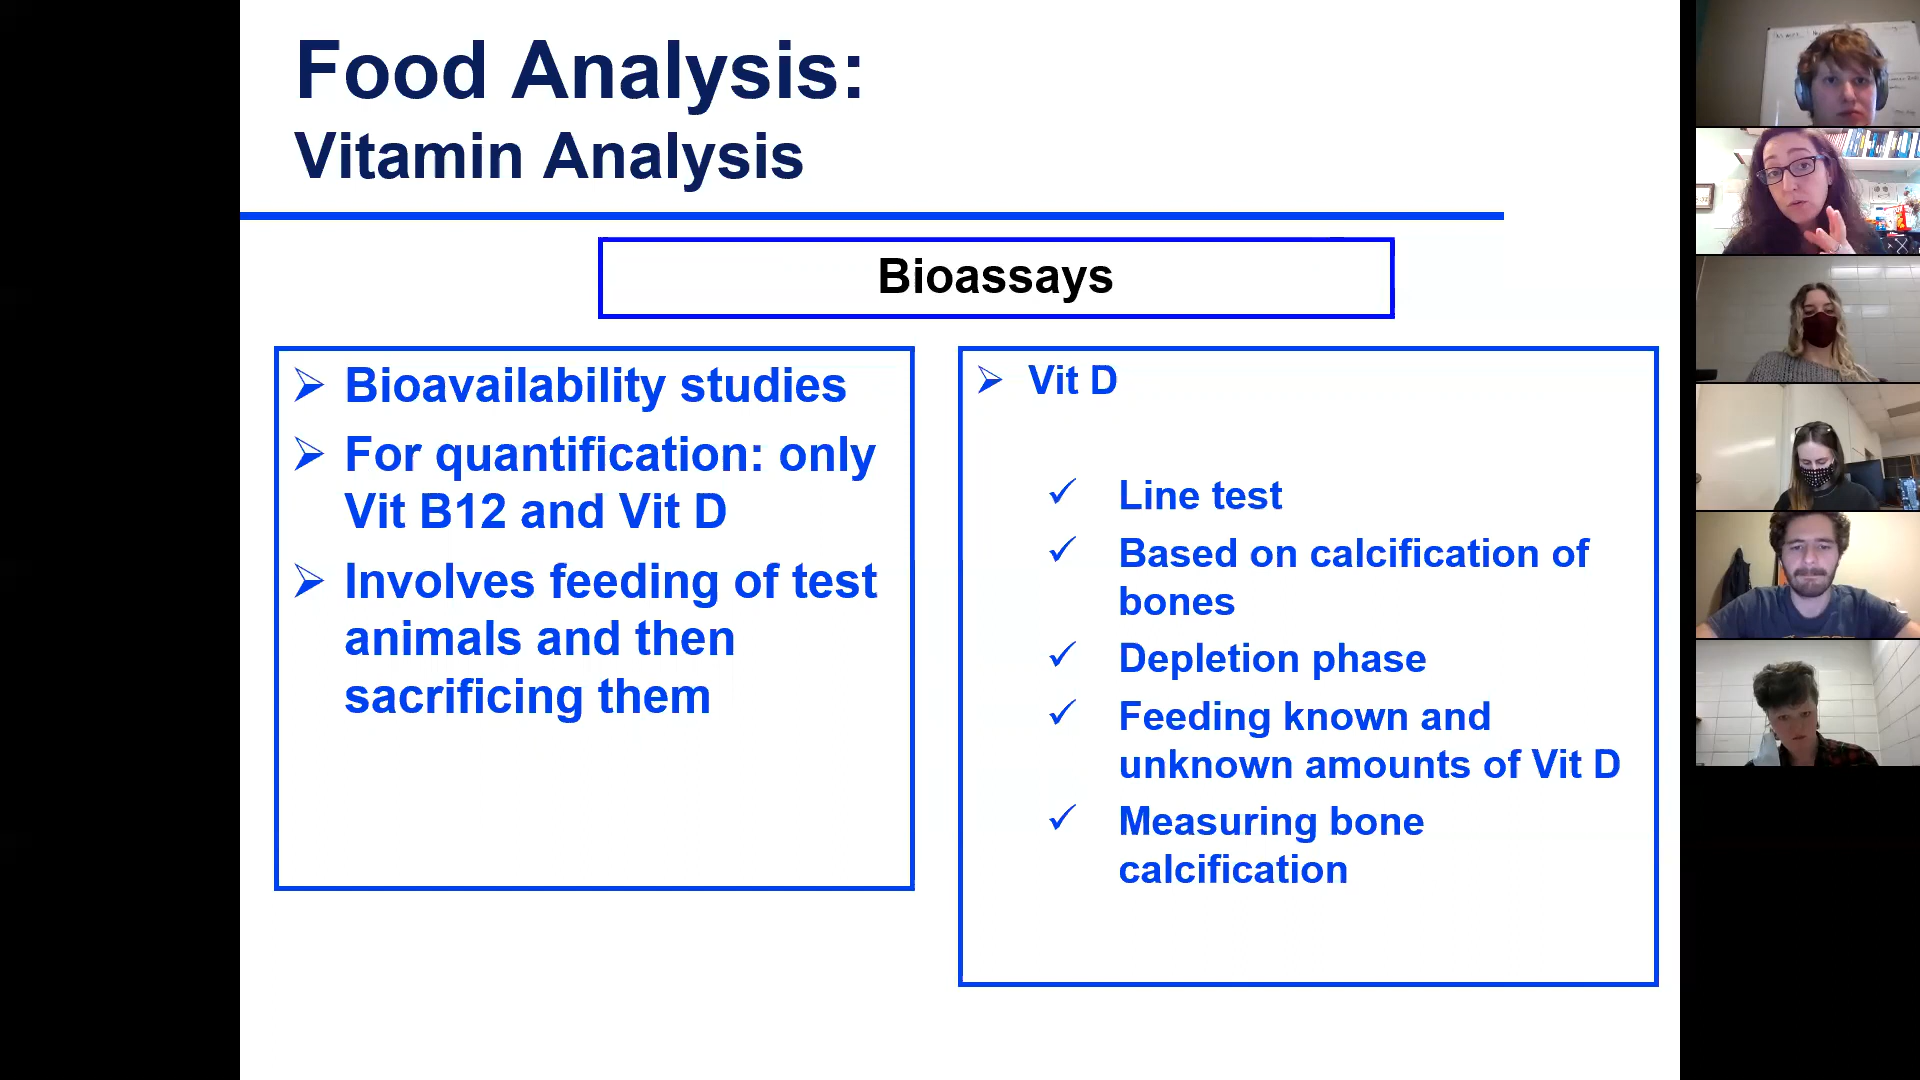 Food Analysis:
Vitamin Analysis
Bioassays
Bioavailability studies
For quantification: only
Vit B12 and Vit D
Involves feeding of test
animals and then
sacrificing them
Vit D
Line test
Based on calcification of
bones
Depletion phase
Feeding known and
unknown amounts of Vit D
Measuring bone
calcification